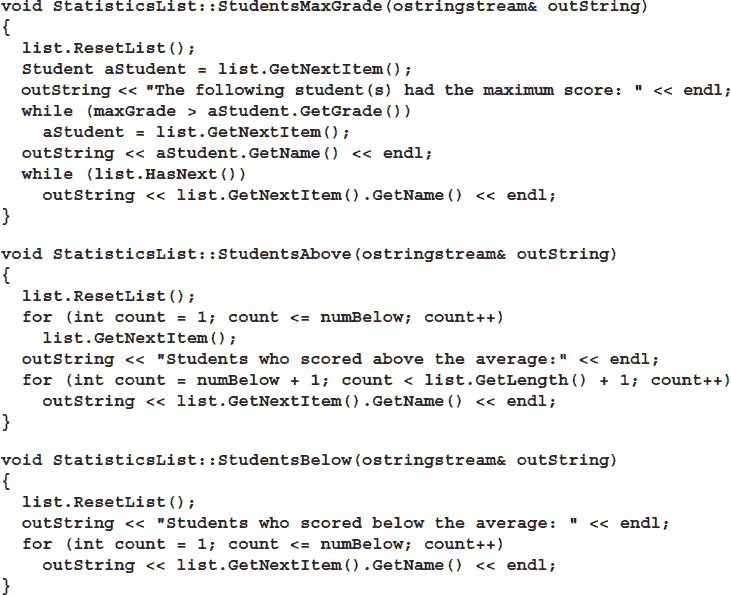 void StatisticsList::StudentsMaxGrade(ostringstream& outString)
{
  list.ResetList();
  Student aStudent = list.GetNextItem();
  outString << "The following student(s) had the maximum score: " << endl;
  while (maxGrade > aStudent.GetGrade())
    aStudent = list.GetNextItem();
  outString << aStudent.GetName() << endl;
  while (list.HasNext())
    outString << list.GetNextItem().GetName() << endl;
}
void StatisticsList::StudentsAbove(ostringstream& outString)
{
  list.ResetList();
  for (int count = 1; count <= numBelow; count++)
    list.GetNextItem();
  outString << "Students who scored above the average:" << endl;
  for (int count = numBelow + 1; count < list.GetLength() + 1; count++)
    outString << list.GetNextItem().GetName() << endl;
}
void StatisticsList::StudentsBelow(ostringstream& outString)
{
  list.ResetList();
  outString << "Students who scored below the average: " << endl;
  for (int count = 1; count <= numBelow; count++)
    outString << list.GetNextItem().GetName() << endl;
}